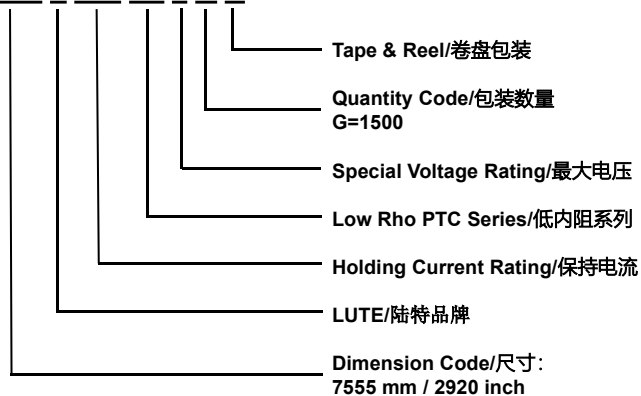 Tape & Reel/卷盘包装
Quantity Code/包装数量
G=1500
Special Voltage Rating/最大电压
Low Rho PTC Series/低内阻系列
Holding Current Rating/保持电流
LUTE/陆特品牌
Dimension Code/尺寸：
7555 mm / 2920 inch